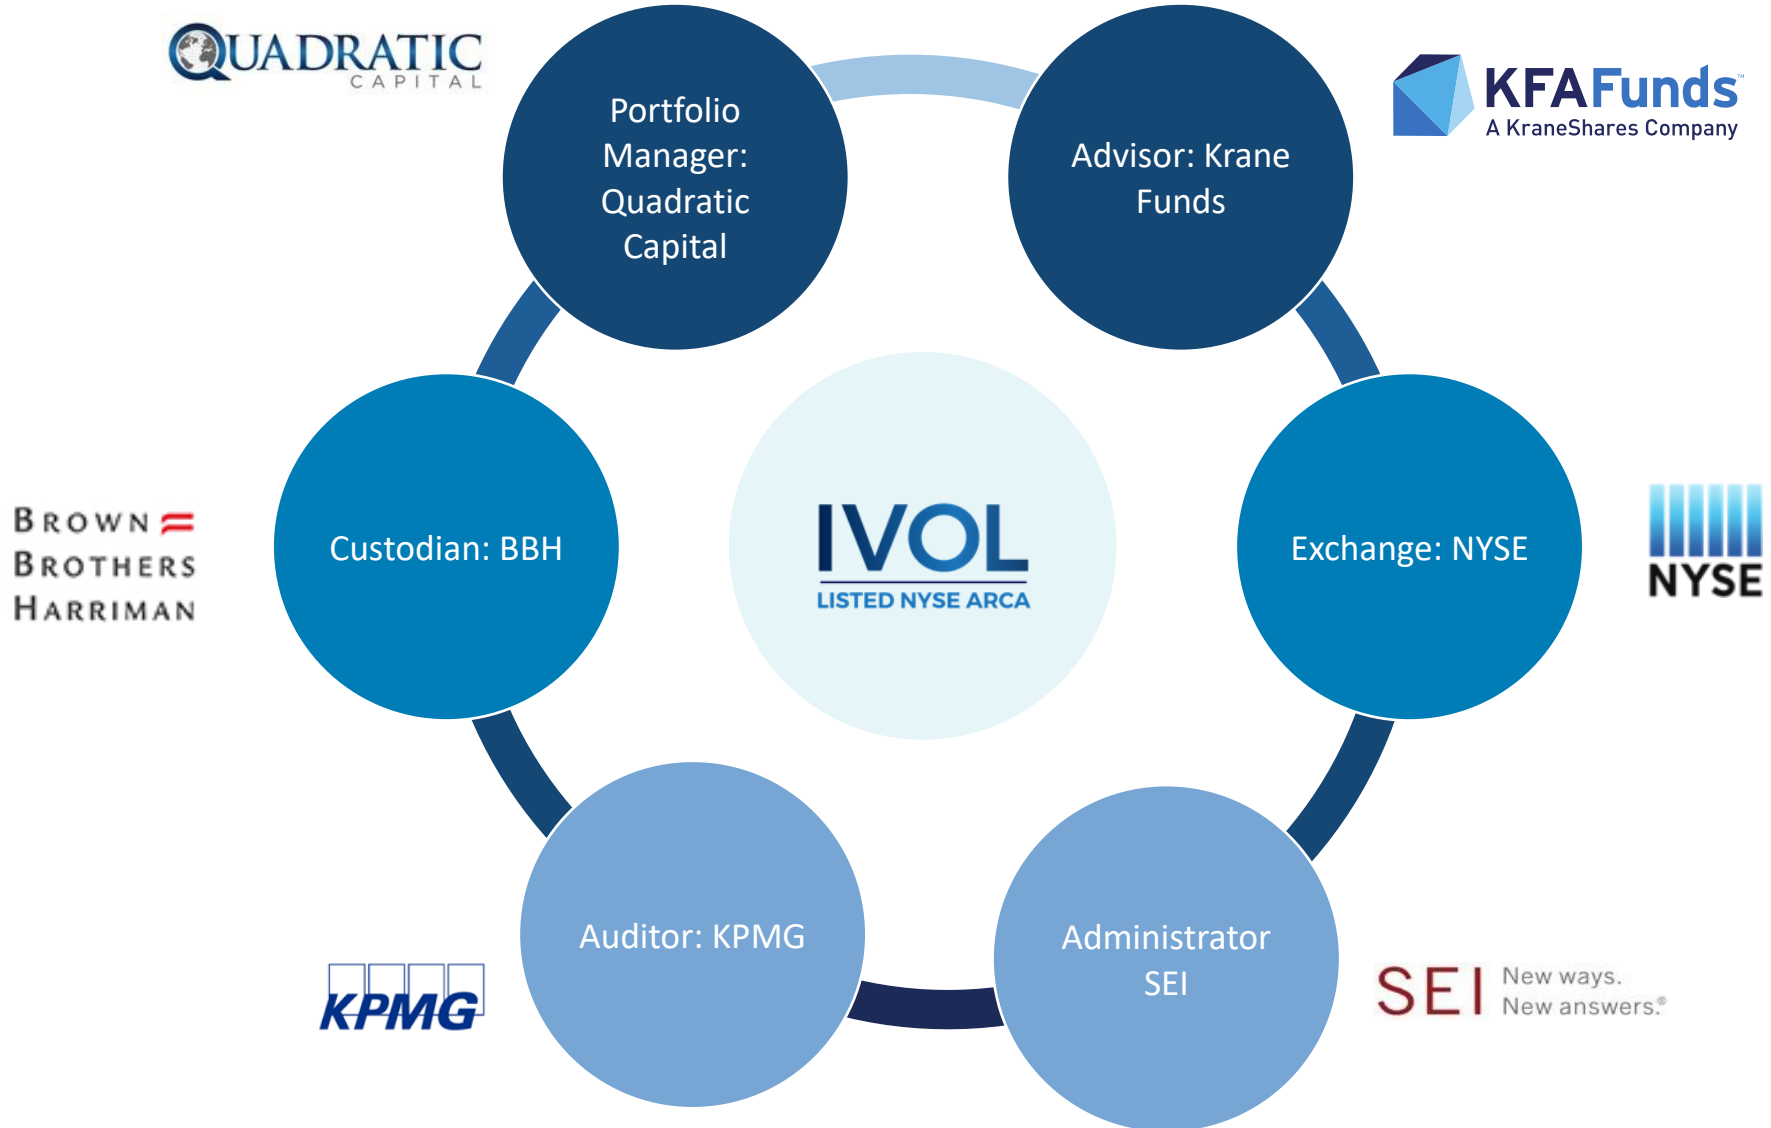 QUADRATIC
CAPITAL
Portfolio
Manager:
Quadratic
Capital
Advisor: Krane
Funds
KFAFunds™
A KraneShares Company
BROWN
BROTHERS
HARRIMAN
Custodian: BBH
IVOL
LISTED NYSE ARCA
Exchange: NYSE
NYSE
KPMG
Auditor: KPMG
Administrator
SEI
SEI
New ways.
New answers.®